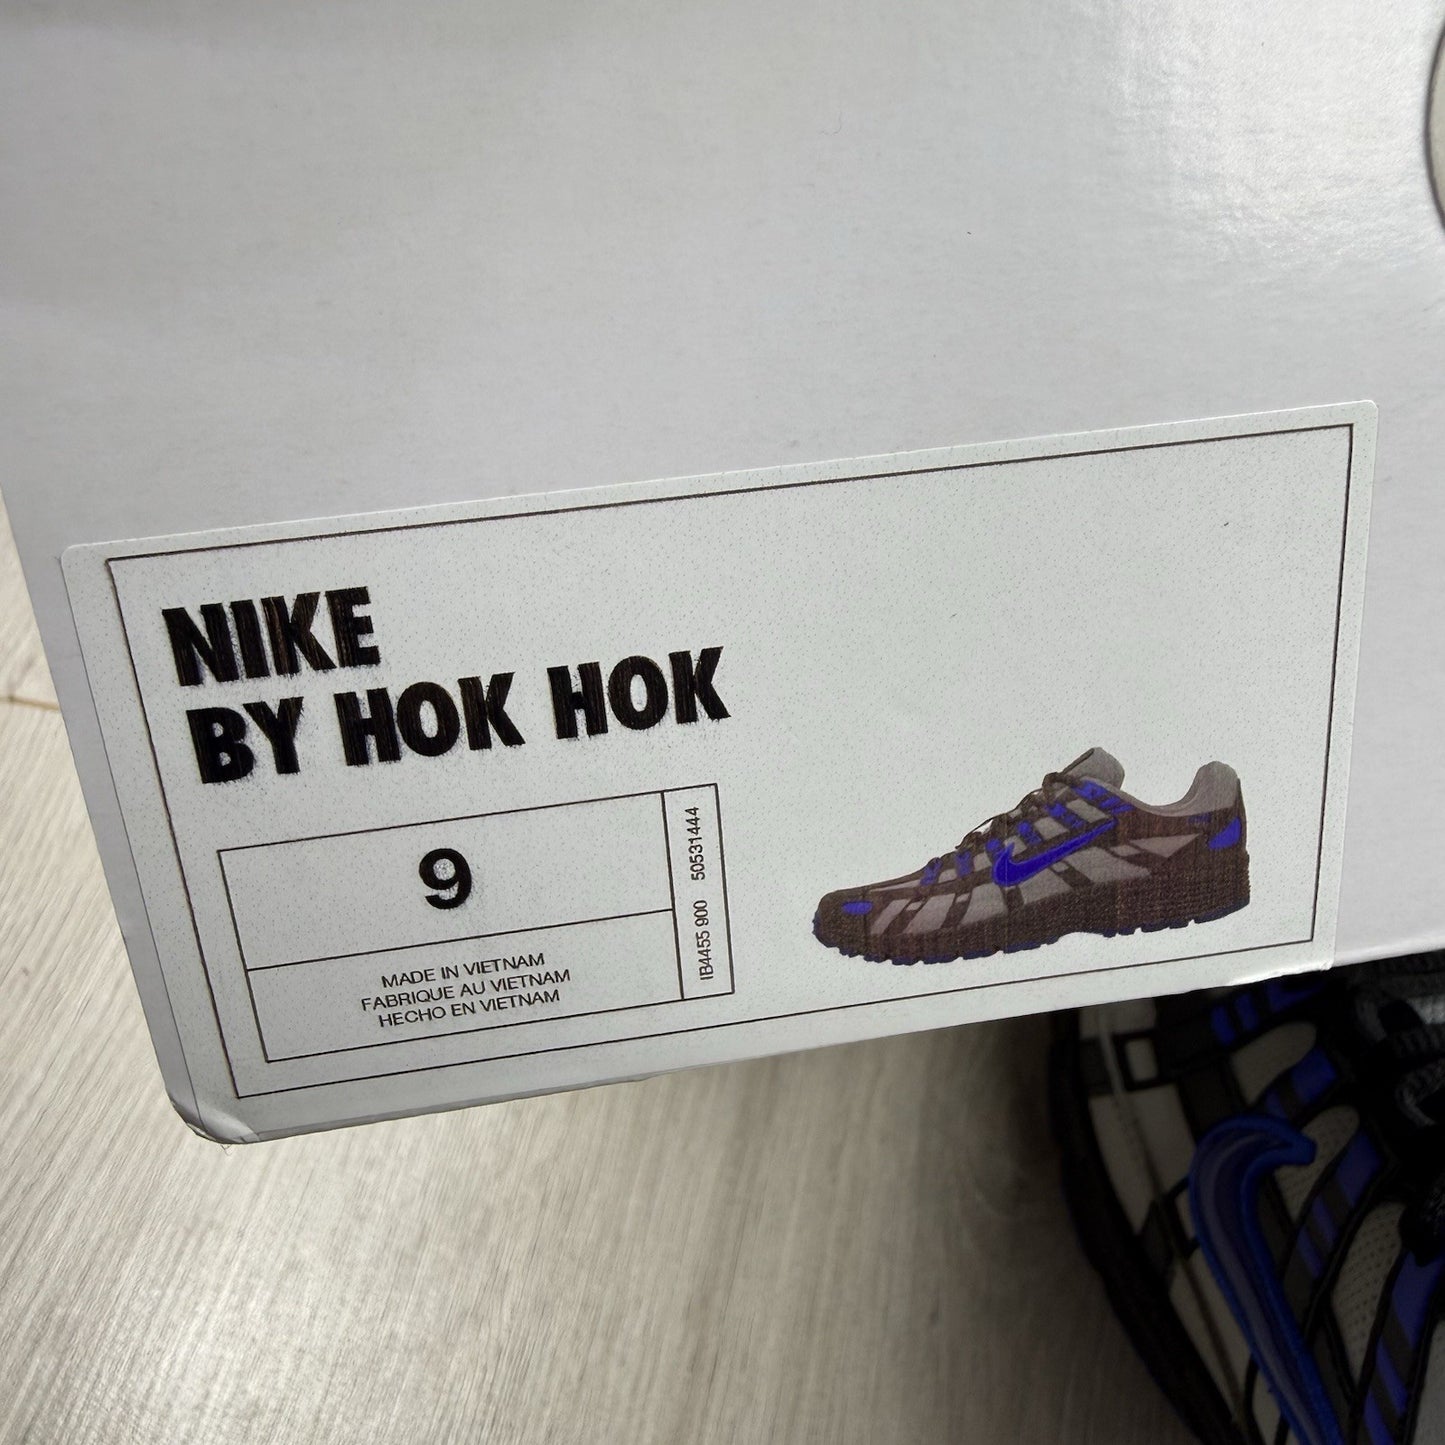 NIKE
BY HOK HOK
9
MADE IN VIETNAM
FABRIQUE AU VIETNAM
HECHO EN VIETNAM
IB4455 900 50531444